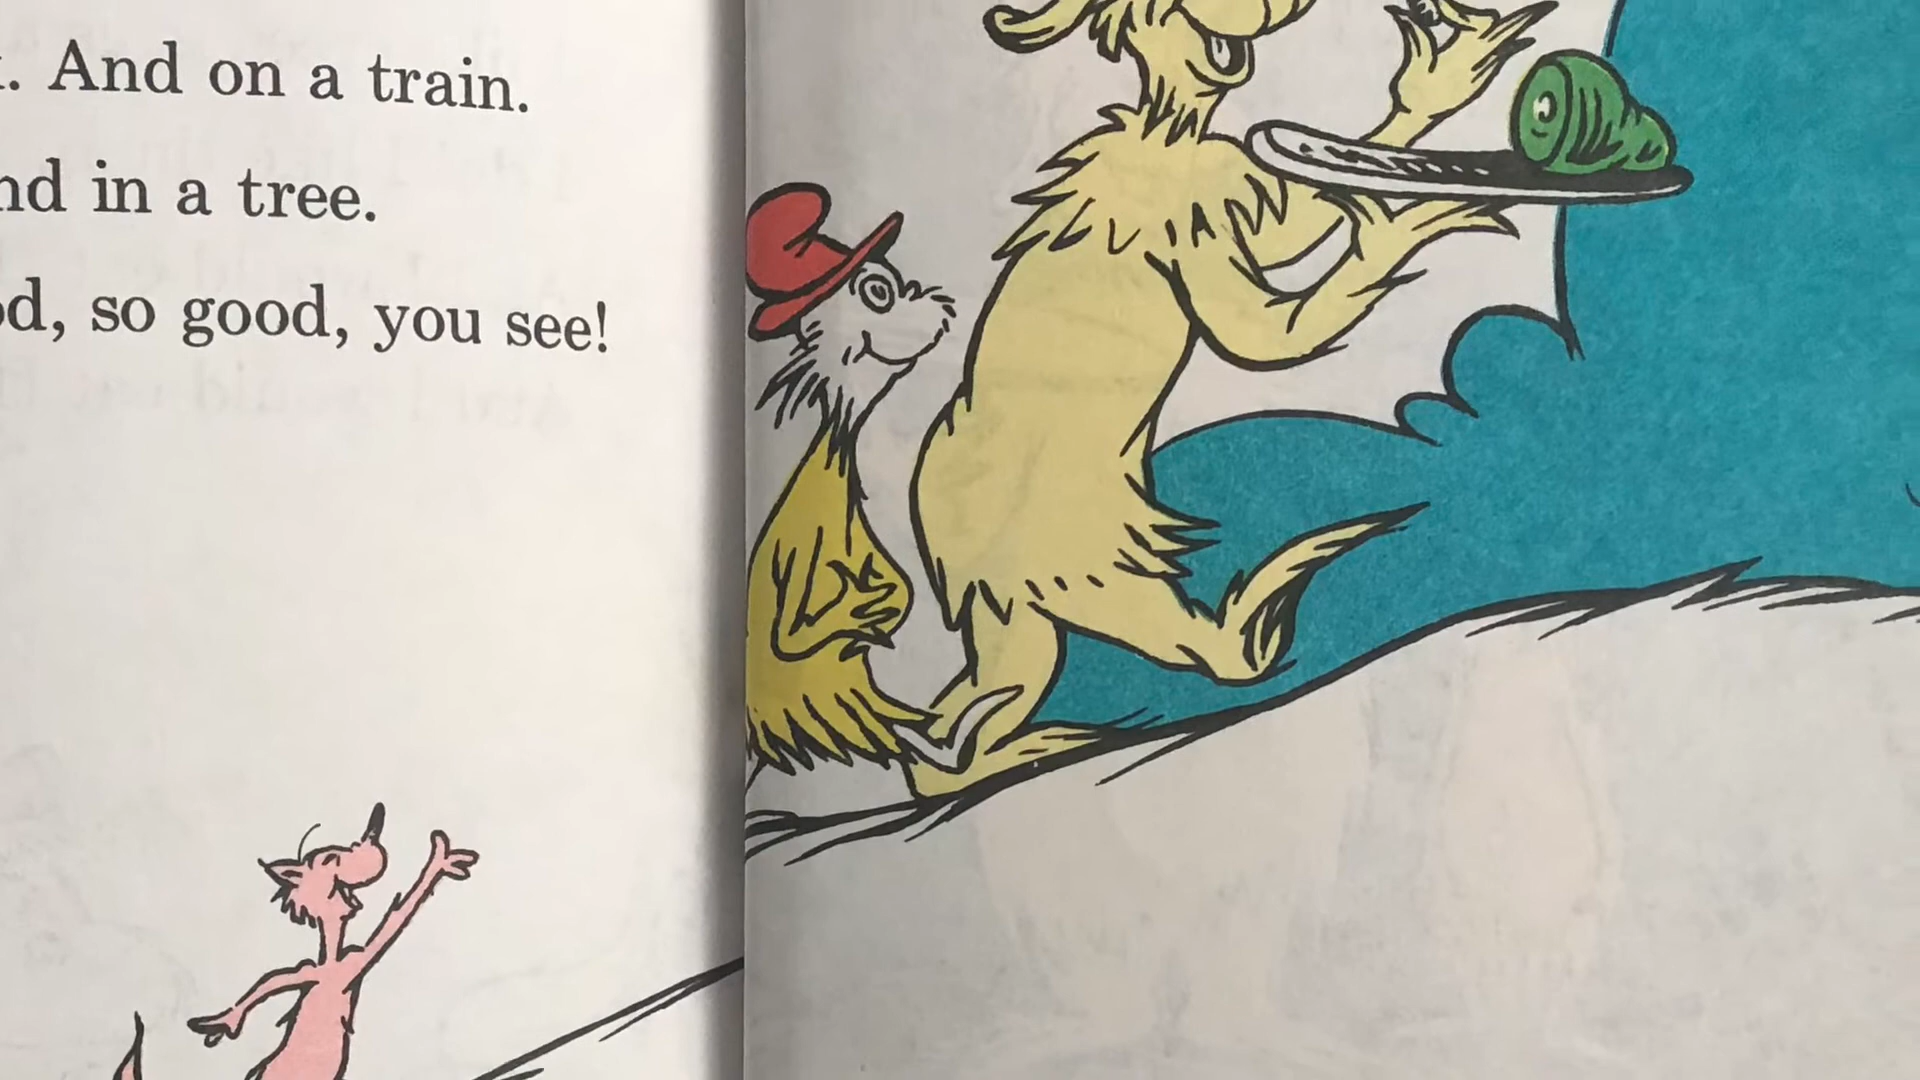 . And on a train.
nd in a tree.
d, so good, you see!